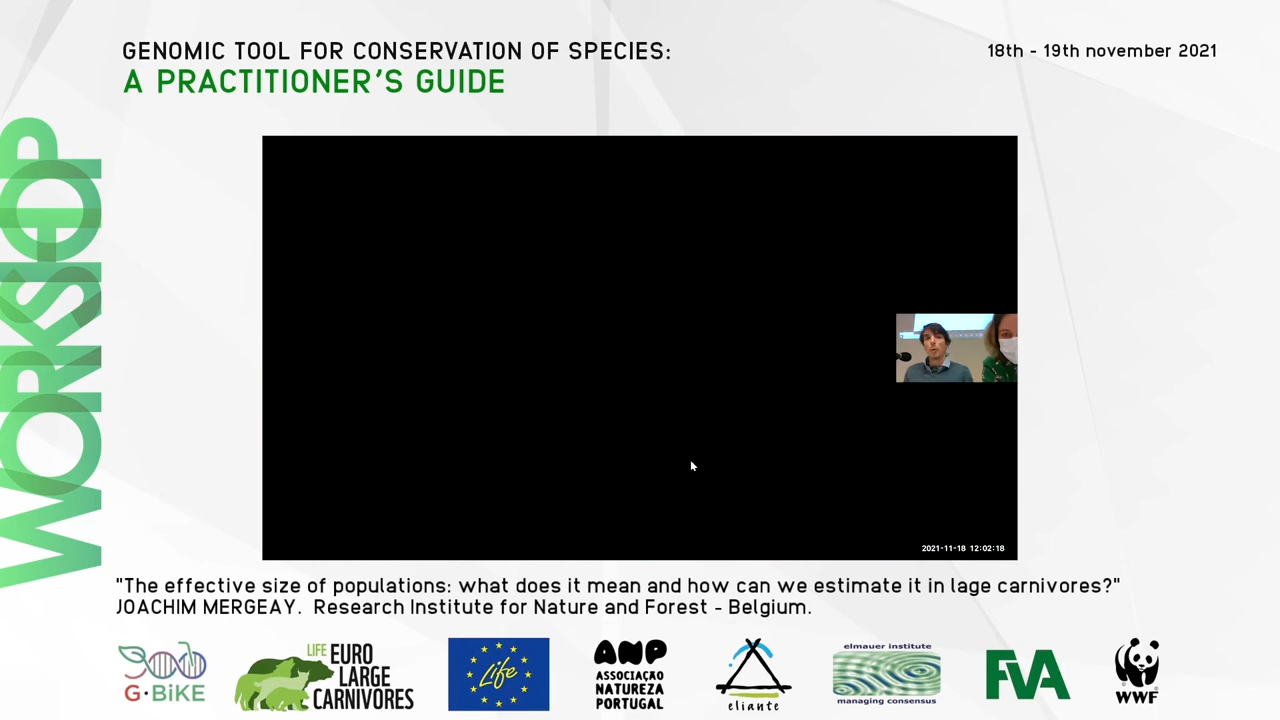 GENOMIC TOOL FOR CONSERVATION OF SPECIES:
A PRACTITIONER'S GUIDE
18th - 19th november 2021
WORKSHOP
2021-11-18 12:02:18
"The effective size of populations: what does it mean and how can we estimate it in lage carnivores?"
JOACHIM MERGEAY. Research Institute for Nature and Forest - Belgium.
G·BiKE
LIFE EURO
LARGE
CARNIVORES
Life
ANP
ASSOCIAÇÃO
NATUREZA
PORTUGAL
eliante
elmauer institute
managing consensus
FVA
WWF